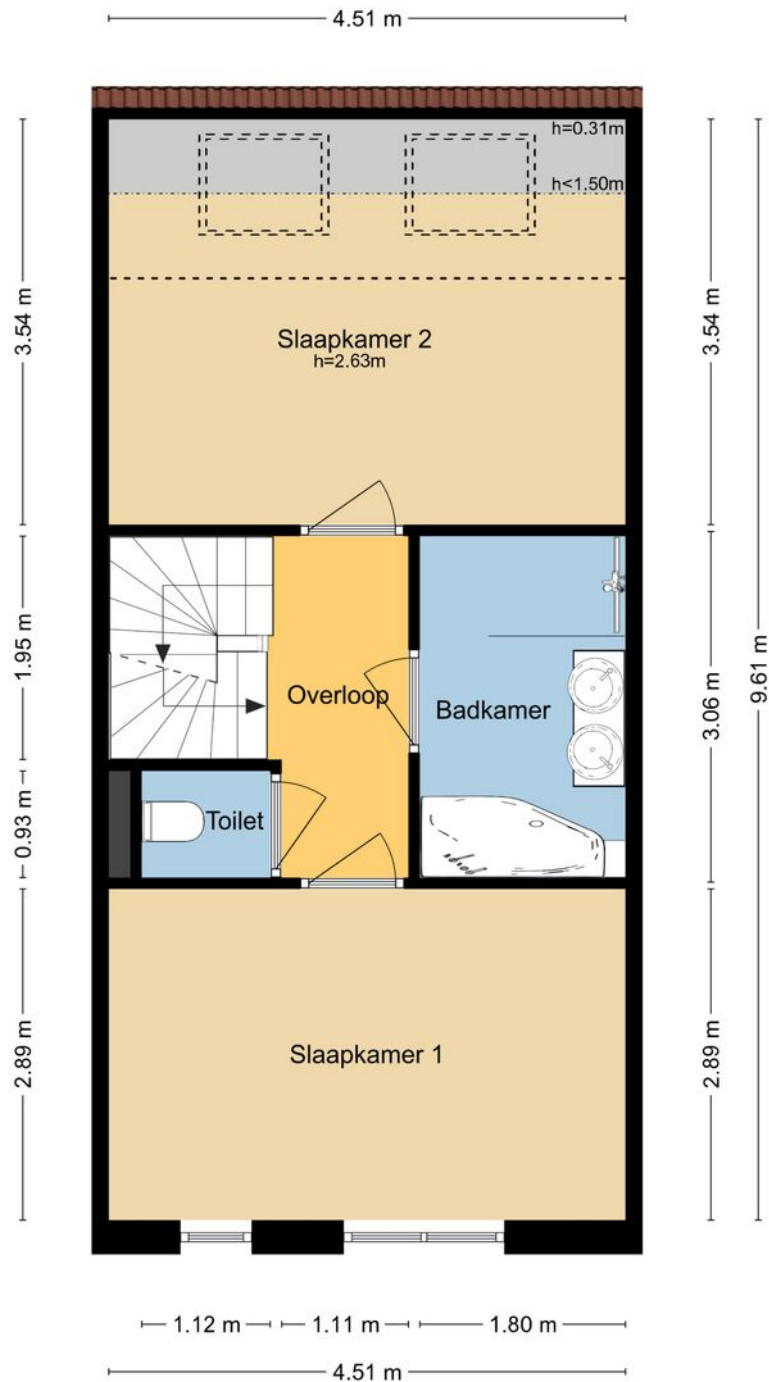 4.51 m
h=0.31m
h<1.50m
3.54 m
3.54 m
Slaapkamer 2
h=2.63m
1.95 m
Overloop
Badkamer
3.06 m
9.61 m
0.93 m
Toilet
2.89 m
Slaapkamer 1
2.89 m
1.12 m
1.11 m
1.80 m
4.51 m